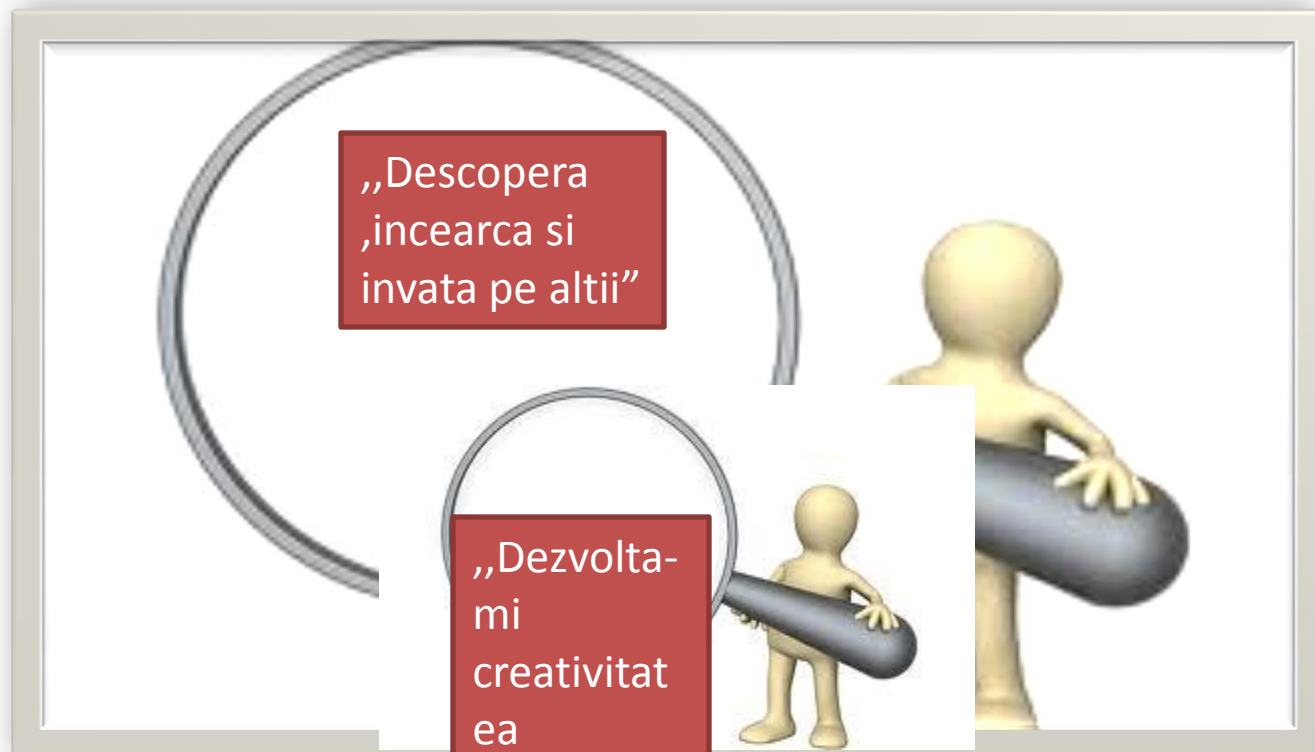 ,,Descopera
,incearca si
invata pe altii”
,,Dezvolta-
mi
creativitat
ea